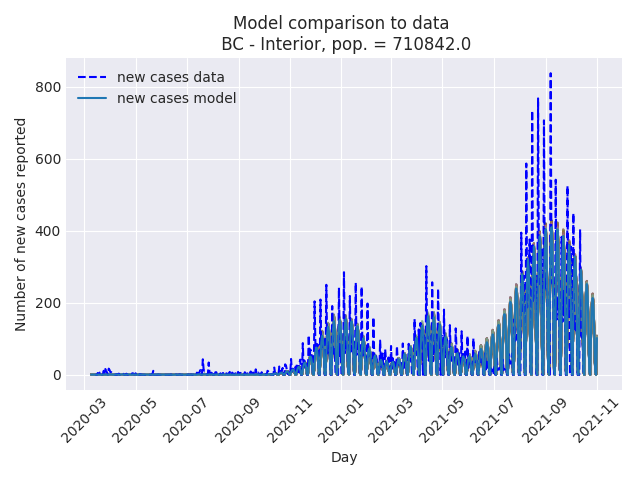 Model comparison to data
BC - Interior, pop. = 710842.0
new cases data
new cases model
Number of new cases reported
800
600
400
200
0
2020-03
2020-05
2020-07
2020-09
2020-11
2021-01
2021-03
2021-05
2021-07
2021-09
2021-11
Day